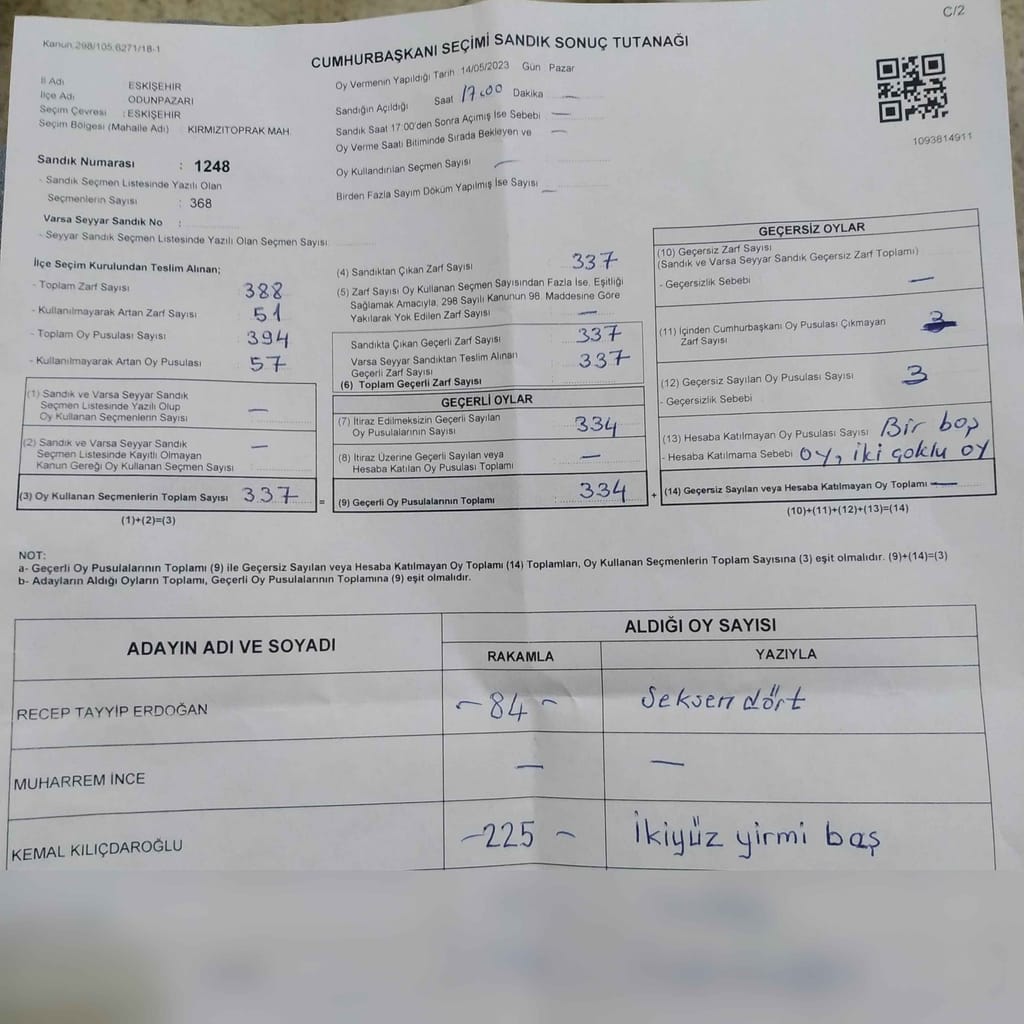 C/2
Kanun 298/105 6271/18-1
CUMHURBAŞKANI SEÇİMİ SANDIK SONUÇ TUTANAĞI
İl Adı : ESKİŞEHİR
İlçe Adı : ODUNPAZARI
Seçim Çevresi : ESKİŞEHİR
Seçim Bölgesi (Mahalle Adı) : KIRMIZITOPRAK MAH.
Oy Vermenin Yapıldığı Tarih 14/05/2023 Gün Pazar
Sandığın Açıldığı Saat 17.00 Dakika —
Sandık Saat 17:00'den Sonra Açımış İse Sebebi —
Oy Verme Saati Bitiminde Sırada Bekleyen ve —
Oy Kullandırılan Seçmen Sayısı —
Birden Fazla Sayım Döküm Yapılmış İse Sayısı —
1093814911
Sandık Numarası : 1248
- Sandık Seçmen Listesinde Yazılı Olan
Seçmenlerin Sayısı : 368
Varsa Seyyar Sandık No :
- Seyyar Sandık Seçmen Listesinde Yazılı Olan Seçmen Sayısı
İlçe Seçim Kurulundan Teslim Alınan;
- Toplam Zarf Sayısı 388
- Kullanılmayarak Artan Zarf Sayısı 51
- Toplam Oy Pusulası Sayısı 394
- Kullanılmayarak Artan Oy Pusulası 57
(1) Sandık ve Varsa Seyyar Sandık
Seçmen Listesinde Yazılı Olup
Oy Kullanan Seçmenlerin Sayısı —
(2) Sandık ve Varsa Seyyar Sandık
Seçmen Listesinde Kayıtlı Olmayan
Kanun Gereği Oy Kullanan Seçmen Sayısı —
(3) Oy Kullanan Seçmenlerin Toplam Sayısı 337 =
(1)+(2)=(3)
(4) Sandıktan Çıkan Zarf Sayısı 337
(5) Zarf Sayısı Oy Kullanan Seçmen Sayısından Fazla İse, Eşitliği
Sağlamak Amacıyla, 298 Sayılı Kanunun 98. Maddesine Göre
Yakılarak Yok Edilen Zarf Sayısı —
Sandıkta Çıkan Geçerli Zarf Sayısı 337
Varsa Seyyar Sandıktan Teslim Alınan
Geçerli Zarf Sayısı 337
(6) Toplam Geçerli Zarf Sayısı
GEÇERLİ OYLAR
(7) İtiraz Edilmeksizin Geçerli Sayılan
Oy Pusulalarının Sayısı 334
(8) İtiraz Üzerine Geçerli Sayılan veya
Hesaba Katılan Oy Pusulası Toplamı —
(9) Geçerli Oy Pusulalarının Toplamı 334 +
GEÇERSİZ OYLAR
(10) Geçersiz Zarf Sayısı
(Sandık ve Varsa Seyyar Sandık Geçersiz Zarf Toplamı)
- Geçersizlik Sebebi —
(11) İçinden Cumhurbaşkanı Oy Pusulası Çıkmayan
Zarf Sayısı
(12) Geçersiz Sayılan Oy Pusulası Sayısı 3
- Geçersizlik Sebebi
(13) Hesaba Katılmayan Oy Pusulası Sayısı Bir boş
- Hesaba Katılmama Sebebi oy, iki çoklu oy
(14) Geçersiz Sayılan veya Hesaba Katılmayan Oy Toplamı —
(10)+(11)+(12)+(13)=(14)
NOT:
a- Geçerli Oy Pusulalarının Toplamı (9) ile Geçersiz Sayılan veya Hesaba Katılmayan Oy Toplamı (14) Toplamları, Oy Kullanan Seçmenlerin Toplam Sayısına (3) eşit olmalıdır. (9)+(14)=(3)
b- Adayların Aldığı Oyların Toplamı, Geçerli Oy Pusulalarının Toplamına (9) eşit olmalıdır.
ADAYIN ADI VE SOYADI
ALDIĞI OY SAYISI
RAKAMLA YAZIYLA
RECEP TAYYİP ERDOĞAN -84- Seksen dört
MUHARREM İNCE — —
KEMAL KILIÇDAROĞLU -225- İkiyüz yirmi baş